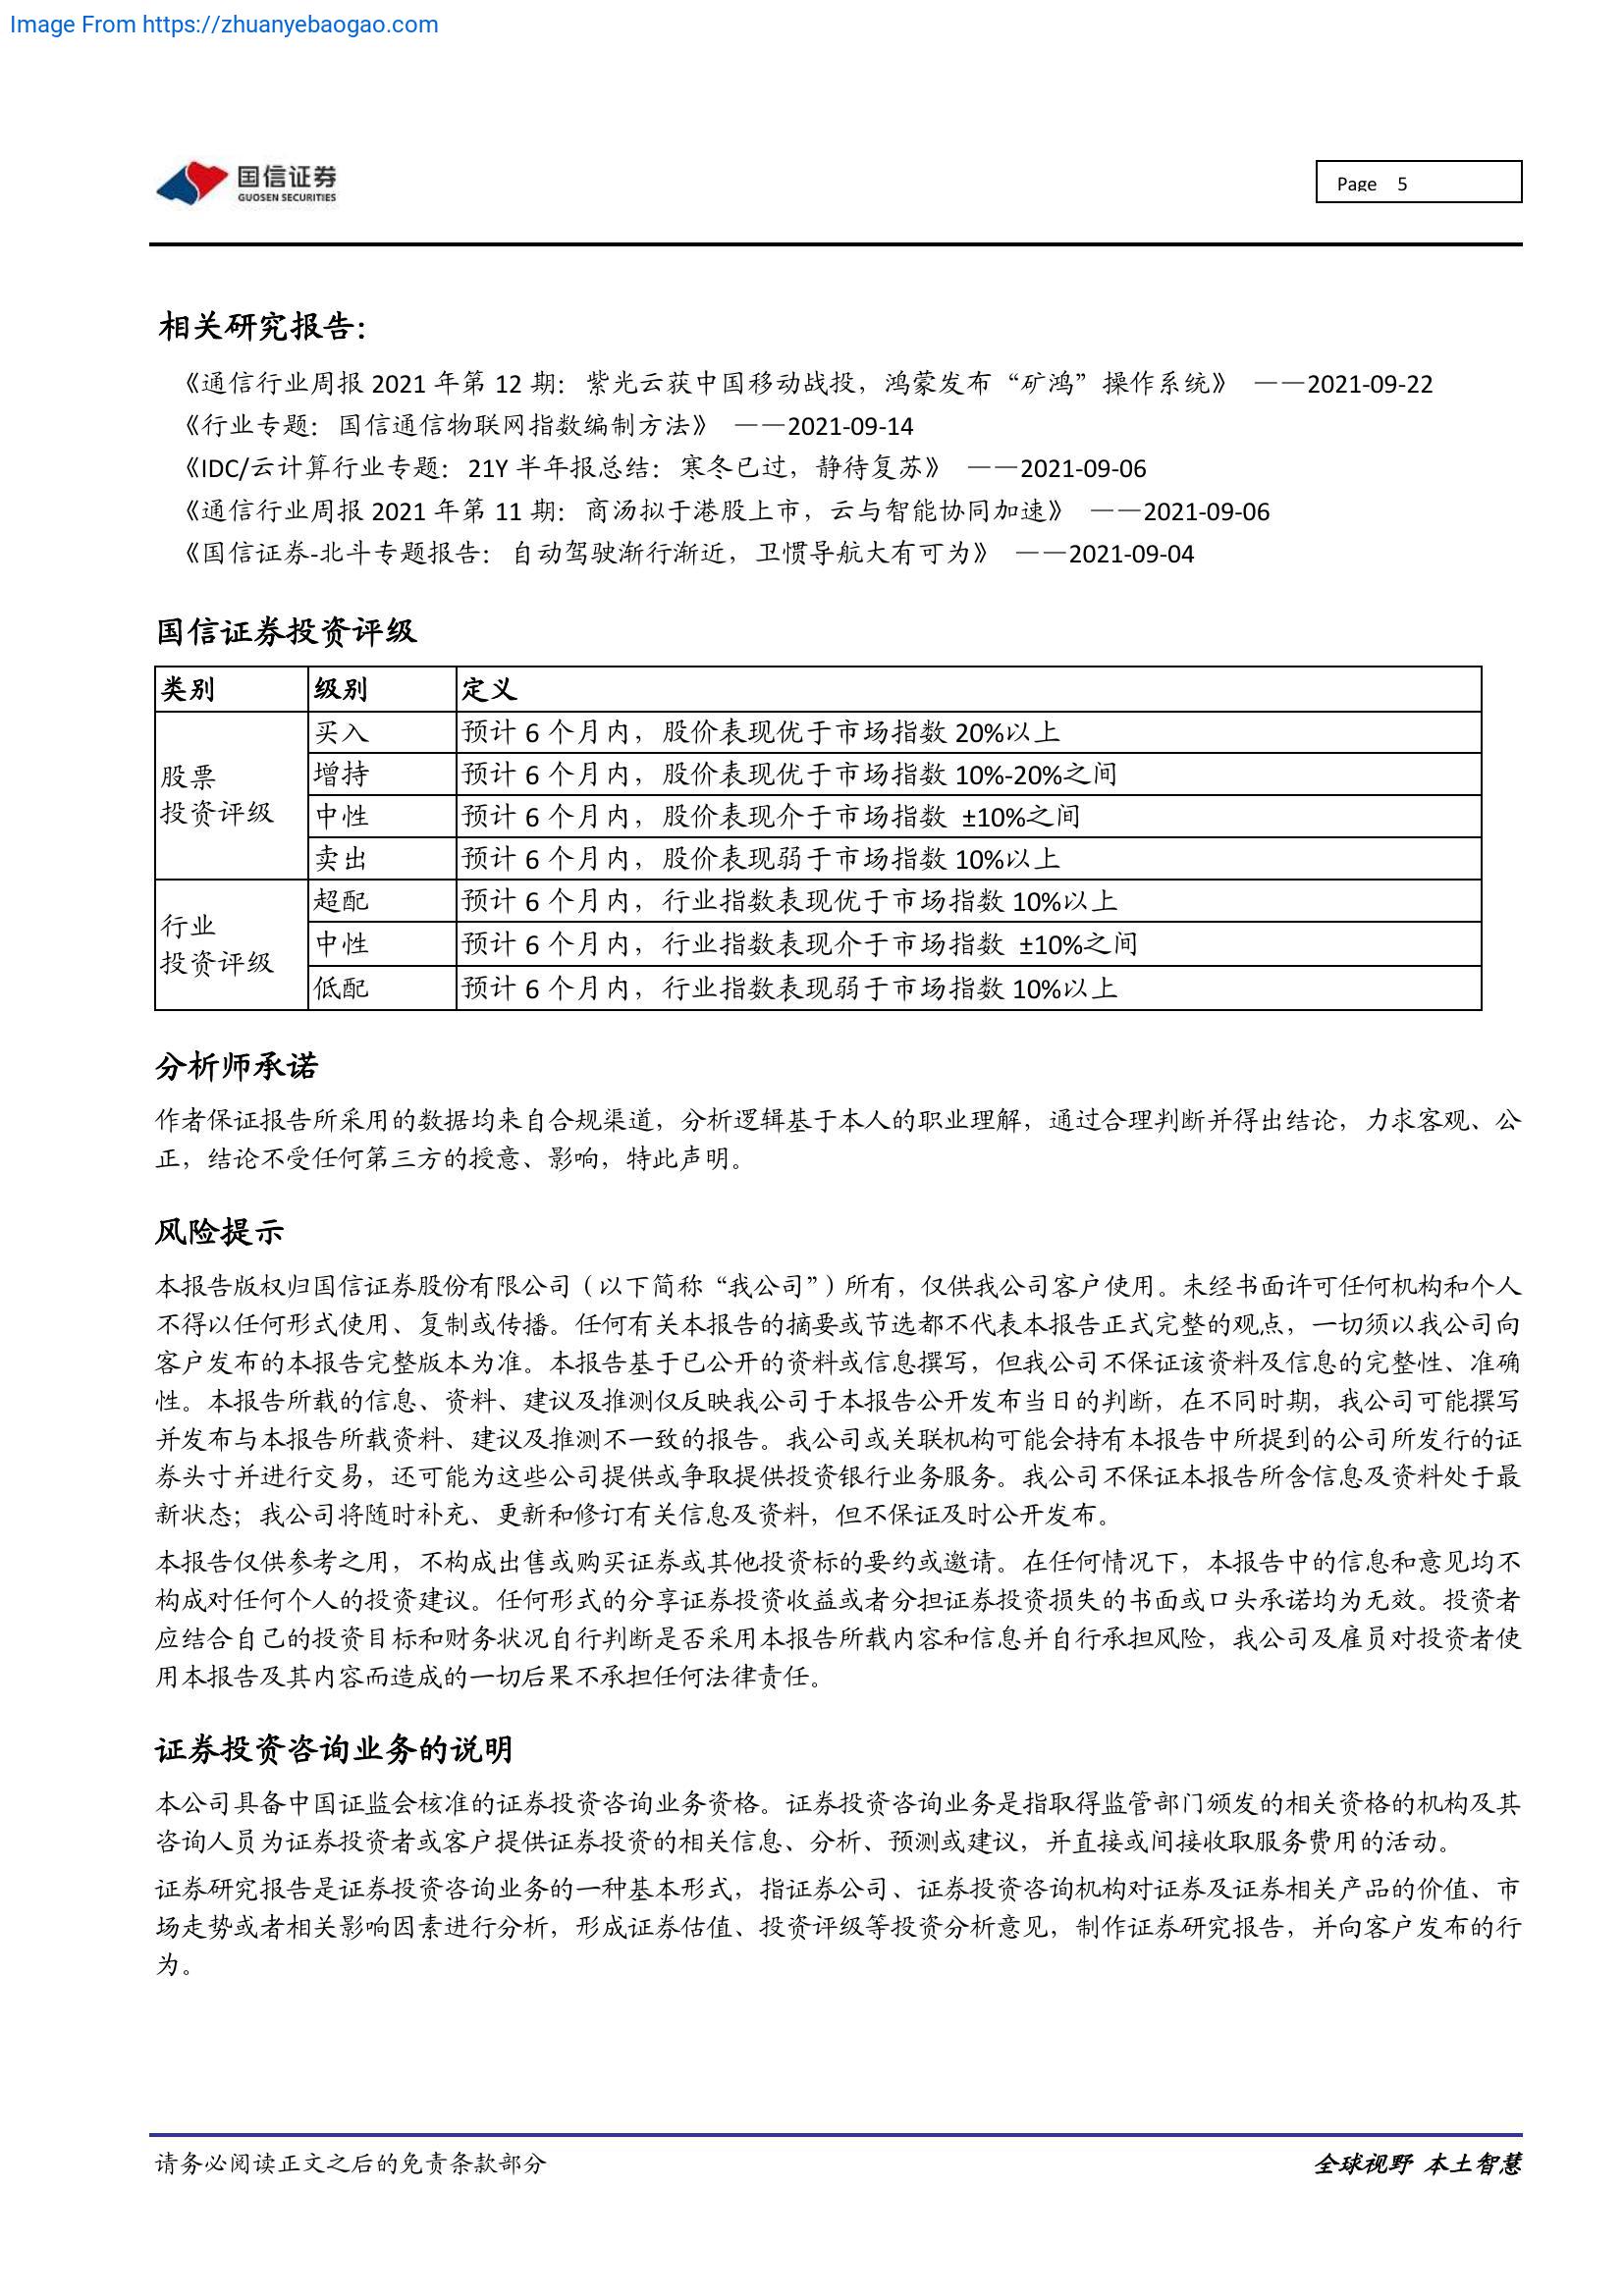 Image From https://zhuanyebaogao.com
国信证券
GUOSEN SECURITIES
Page 5
相关研究报告：
《通信行业周报 2021 年第 12 期：紫光云获中国移动战投，鸿蒙发布“矿鸿”操作系统》 ——2021-09-22
《行业专题：国信通信物联网指数编制方法》 ——2021-09-14
《IDC/云计算行业专题：21Y 半年报总结：寒冬已过，静待复苏》 ——2021-09-06
《通信行业周报 2021 年第 11 期：商汤拟于港股上市，云与智能协同加速》 ——2021-09-06
《国信证券-北斗专题报告：自动驾驶渐行渐近，卫惯导航大有可为》 ——2021-09-04
国信证券投资评级
类别 级别 定义
股票
投资评级
买入 预计 6 个月内，股价表现优于市场指数 20%以上
增持 预计 6 个月内，股价表现优于市场指数 10%-20%之间
中性 预计 6 个月内，股价表现介于市场指数 ±10%之间
卖出 预计 6 个月内，股价表现弱于市场指数 10%以上
行业
投资评级
超配 预计 6 个月内，行业指数表现优于市场指数 10%以上
中性 预计 6 个月内，行业指数表现介于市场指数 ±10%之间
低配 预计 6 个月内，行业指数表现弱于市场指数 10%以上
分析师承诺
作者保证报告所采用的数据均来自合规渠道，分析逻辑基于本人的职业理解，通过合理判断并得出结论，力求客观、公
正，结论不受任何第三方的授意、影响，特此声明。
风险提示
本报告版权归国信证券股份有限公司（以下简称“我公司”）所有，仅供我公司客户使用。未经书面许可任何机构和个人
不得以任何形式使用、复制或传播。任何有关本报告的摘要或节选都不代表本报告正式完整的观点，一切须以我公司向
客户发布的本报告完整版本为准。本报告基于已公开的资料或信息撰写，但我公司不保证该资料及信息的完整性、准确
性。本报告所载的信息、资料、建议及推测仅反映我公司于本报告公开发布当日的判断，在不同时期，我公司可能撰写
并发布与本报告所载资料、建议及推测不一致的报告。我公司或关联机构可能会持有本报告中所提到的公司所发行的证
券头寸并进行交易，还可能为这些公司提供或争取提供投资银行业务服务。我公司不保证本报告所含信息及资料处于最
新状态；我公司将随时补充、更新和修订有关信息及资料，但不保证及时公开发布。
本报告仅供参考之用，不构成出售或购买证券或其他投资标的要约或邀请。在任何情况下，本报告中的信息和意见均不
构成对任何个人的投资建议。任何形式的分享证券投资收益或者分担证券投资损失的书面或口头承诺均为无效。投资者
应结合自己的投资目标和财务状况自行判断是否采用本报告所载内容和信息并自行承担风险，我公司及雇员对投资者使
用本报告及其内容而造成的一切后果不承担任何法律责任。
证券投资咨询业务的说明
本公司具备中国证监会核准的证券投资咨询业务资格。证券投资咨询业务是指取得监管部门颁发的相关资格的机构及其
咨询人员为证券投资者或客户提供证券投资的相关信息、分析、预测或建议，并直接或间接收取服务费用的活动。
证券研究报告是证券投资咨询业务的一种基本形式，指证券公司、证券投资咨询机构对证券及证券相关产品的价值、市
场走势或者相关影响因素进行分析，形成证券估值、投资评级等投资分析意见，制作证券研究报告，并向客户发布的行
为。
请务必阅读正文之后的免责条款部分
全球视野 本土智慧